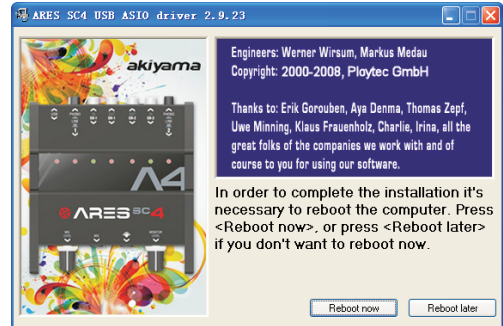 ARES SC4 USB ASIO driver 2.9.23
akiyama
A4
ARES SC4
Engineers: Werner Wirsum, Markus Medau
Copyright: 2000-2008, Ploytec GmbH
Thanks to: Erik Gorouben, Aya Denma, Thomas Zepf,
Uwe Minning, Klaus Frauenholz, Charlie, Irina, all the
great folks of the companies we work with and of
course to you for using our software.
In order to complete the installation it's
necessary to reboot the computer. Press
<Reboot now>, or press <Reboot later>
if you don't want to reboot now.
Reboot now
Reboot later